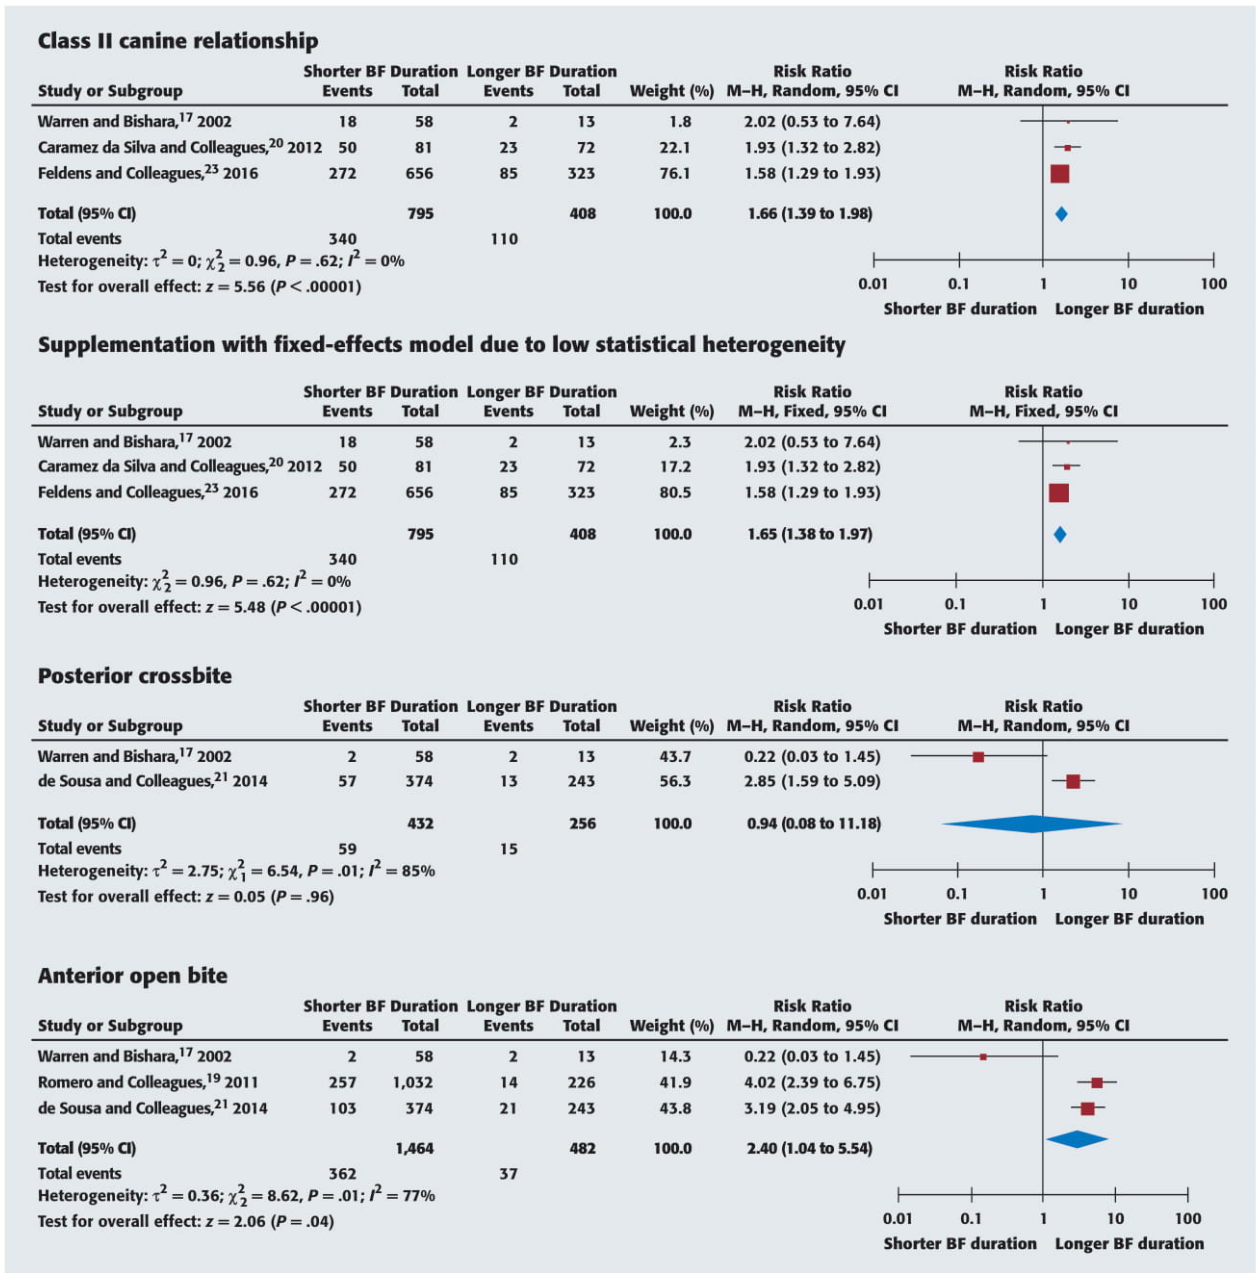 Class II canine relationship
Shorter BF Duration Longer BF Duration Risk Ratio Risk Ratio
Study or Subgroup Events Total Events Total Weight (%) M–H, Random, 95% CI M–H, Random, 95% CI
Warren and Bishara,17 2002 18 58 2 13 1.8 2.02 (0.53 to 7.64)
Caramez da Silva and Colleagues,20 2012 50 81 23 72 22.1 1.93 (1.32 to 2.82)
Feldens and Colleagues,23 2016 272 656 85 323 76.1 1.58 (1.29 to 1.93)
Total (95% CI) 795 408 100.0 1.66 (1.39 to 1.98)
Total events 340 110
Heterogeneity: τ2 = 0; χ22 = 0.96, P = .62; I2 = 0%
Test for overall effect: z = 5.56 (P < .00001)
0.01 0.1 1 10 100
Shorter BF duration Longer BF duration
Supplementation with fixed-effects model due to low statistical heterogeneity
Shorter BF Duration Longer BF Duration Risk Ratio Risk Ratio
Study or Subgroup Events Total Events Total Weight (%) M–H, Fixed, 95% CI M–H, Fixed, 95% CI
Warren and Bishara,17 2002 18 58 2 13 2.3 2.02 (0.53 to 7.64)
Caramez da Silva and Colleagues,20 2012 50 81 23 72 17.2 1.93 (1.32 to 2.82)
Feldens and Colleagues,23 2016 272 656 85 323 80.5 1.58 (1.29 to 1.93)
Total (95% CI) 795 408 100.0 1.65 (1.38 to 1.97)
Total events 340 110
Heterogeneity: χ22 = 0.96, P = .62; I2 = 0%
Test for overall effect: z = 5.48 (P < .00001)
0.01 0.1 1 10 100
Shorter BF duration Longer BF duration
Posterior crossbite
Shorter BF Duration Longer BF Duration Risk Ratio Risk Ratio
Study or Subgroup Events Total Events Total Weight (%) M–H, Random, 95% CI M–H, Random, 95% CI
Warren and Bishara,17 2002 2 58 2 13 43.7 0.22 (0.03 to 1.45)
de Sousa and Colleagues,21 2014 57 374 13 243 56.3 2.85 (1.59 to 5.09)
Total (95% CI) 432 256 100.0 0.94 (0.08 to 11.18)
Total events 59 15
Heterogeneity: τ2 = 2.75; χ21 = 6.54, P = .01; I2 = 85%
Test for overall effect: z = 0.05 (P = .96)
0.01 0.1 1 10 100
Shorter BF duration Longer BF duration
Anterior open bite
Shorter BF Duration Longer BF Duration Risk Ratio Risk Ratio
Study or Subgroup Events Total Events Total Weight (%) M–H, Random, 95% CI M–H, Random, 95% CI
Warren and Bishara,17 2002 2 58 2 13 14.3 0.22 (0.03 to 1.45)
Romero and Colleagues,19 2011 257 1,032 14 226 41.9 4.02 (2.39 to 6.75)
de Sousa and Colleagues,21 2014 103 374 21 243 43.8 3.19 (2.05 to 4.95)
Total (95% CI) 1,464 482 100.0 2.40 (1.04 to 5.54)
Total events 362 37
Heterogeneity: τ2 = 0.36; χ22 = 8.62, P = .01; I2 = 77%
Test for overall effect: z = 2.06 (P = .04)
0.01 0.1 1 10 100
Shorter BF duration Longer BF duration